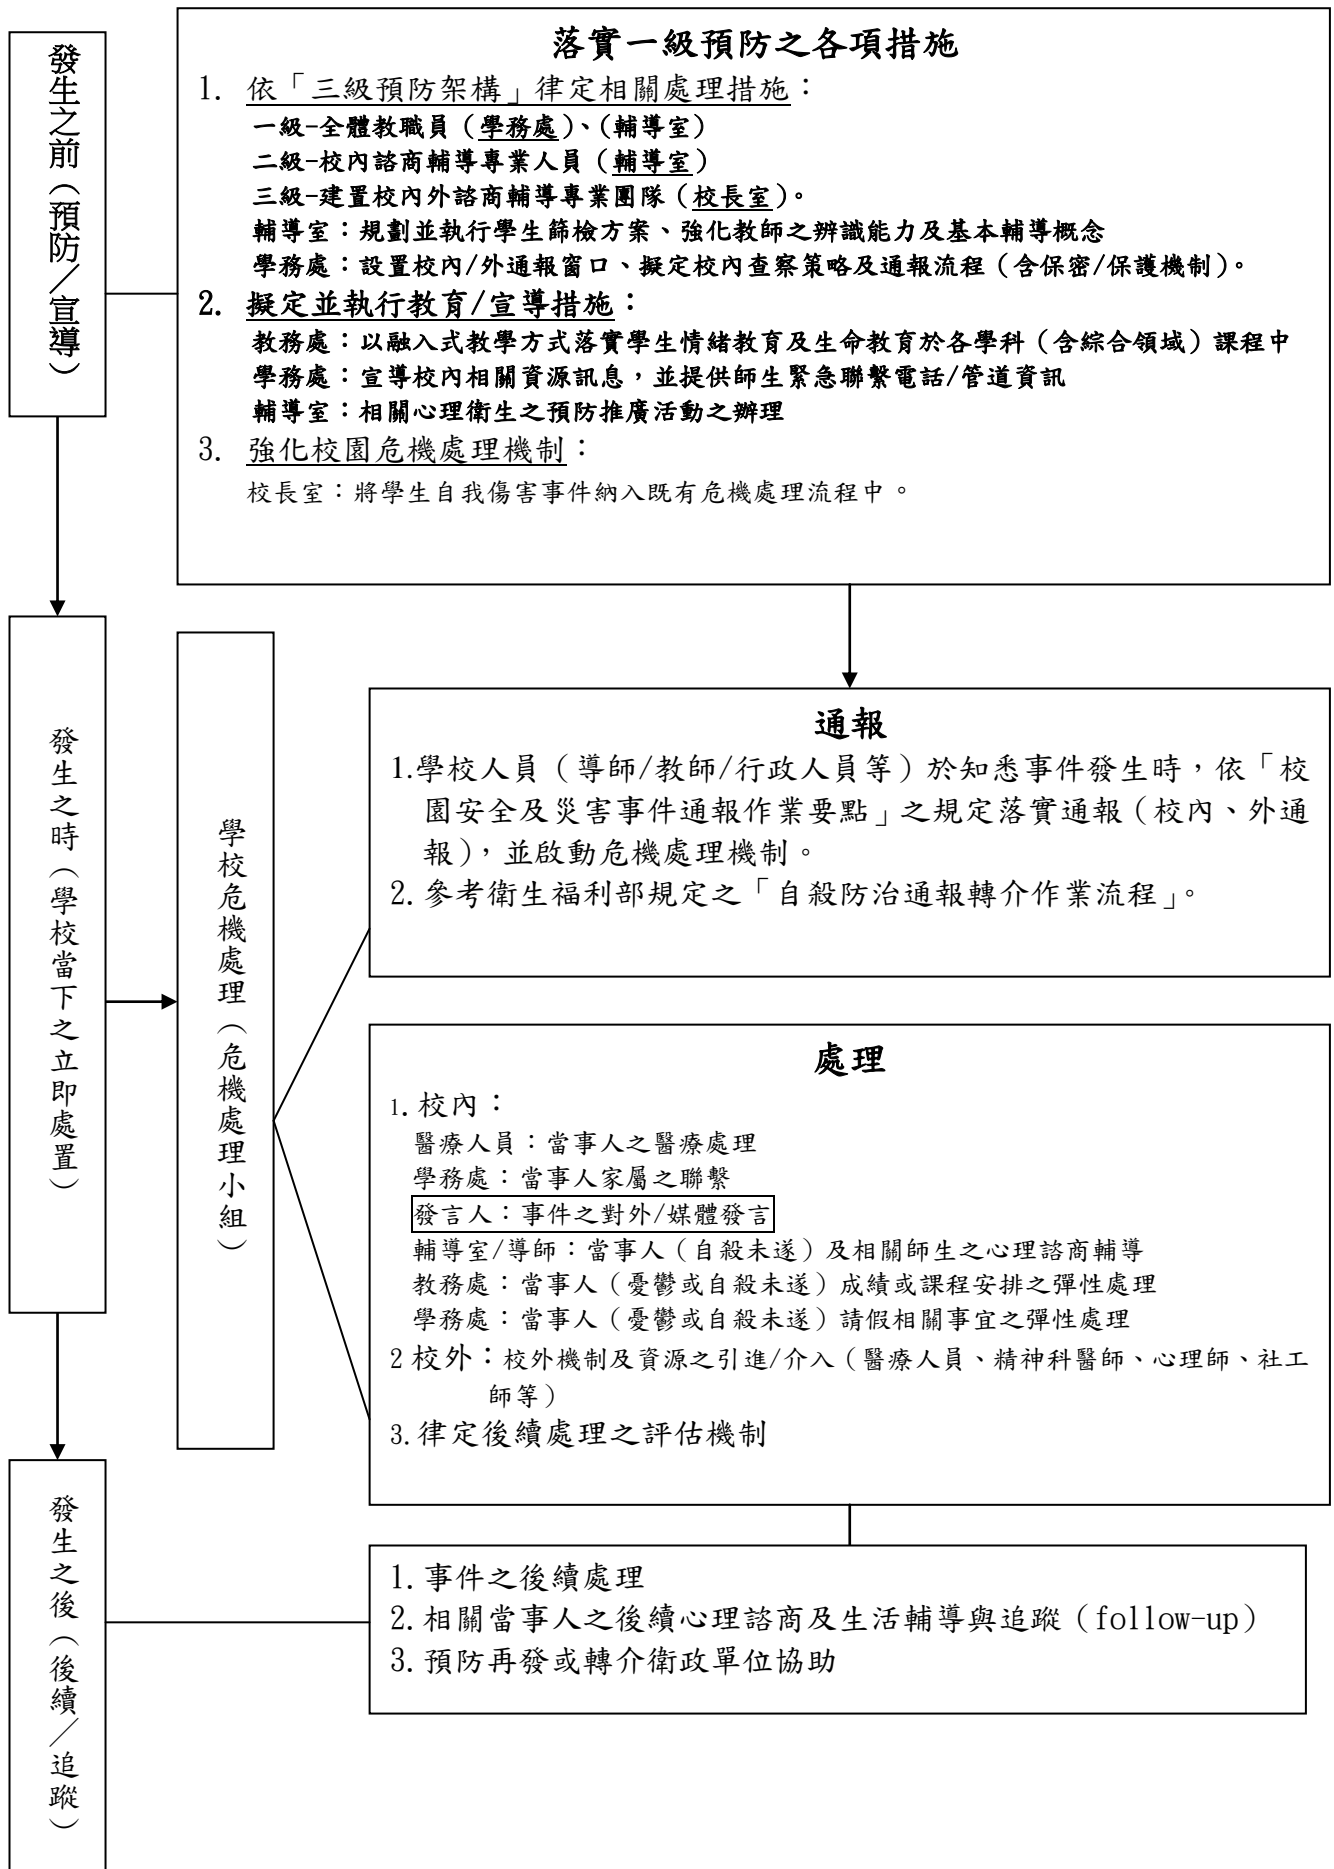 發生之前（預防／宣導）
落實一級預防之各項措施
1. 依「三級預防架構」律定相關處理措施：
一級-全體教職員（學務處）、（輔導室）
二級-校內諮商輔導專業人員（輔導室）
三級-建置校內外諮商輔導專業團隊（校長室）。
輔導室：規劃並執行學生篩檢方案、強化教師之辨識能力及基本輔導概念
學務處：設置校內/外通報窗口、擬定校內查察策略及通報流程（含保密/保護機制）。
2. 擬定並執行教育/宣導措施：
教務處：以融入式教學方式落實學生情緒教育及生命教育於各學科（含綜合領域）課程中
學務處：宣導校內相關資源訊息，並提供師生緊急聯繫電話/管道資訊
輔導室：相關心理衛生之預防推廣活動之辦理
3. 強化校園危機處理機制：
校長室：將學生自我傷害事件納入既有危機處理流程中。
發生之時（學校當下之立即處置）
學校危機處理（危機處理小組）
通報
1.學校人員（導師/教師/行政人員等）於知悉事件發生時，依「校
園安全及災害事件通報作業要點」之規定落實通報（校內、外通
報），並啟動危機處理機制。
2.參考衛生福利部規定之「自殺防治通報轉介作業流程」。
處理
1.校內：
醫療人員：當事人之醫療處理
學務處：當事人家屬之聯繫
發言人：事件之對外/媒體發言
輔導室/導師：當事人（自殺未遂）及相關師生之心理諮商輔導
教務處：當事人（憂鬱或自殺未遂）成績或課程安排之彈性處理
學務處：當事人（憂鬱或自殺未遂）請假相關事宜之彈性處理
2 校外：校外機制及資源之引進/介入（醫療人員、精神科醫師、心理師、社工
師等）
3.律定後續處理之評估機制
發生之後（後續／追蹤）
1.事件之後續處理
2.相關當事人之後續心理諮商及生活輔導與追蹤（follow-up）
3.預防再發或轉介衛政單位協助